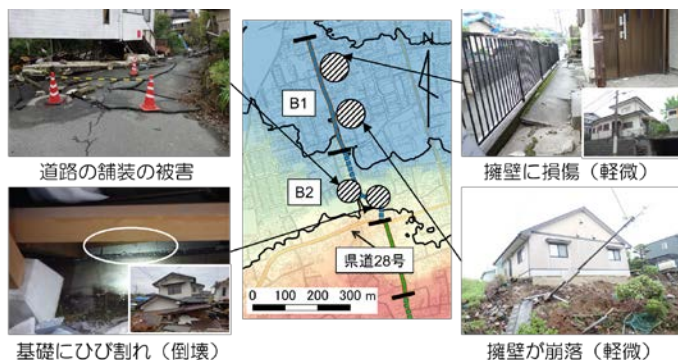 道路の舗装の被害
基礎にひび割れ（倒壊）
B1
B2
N
県道28号
0 100 200 300 m
擁壁に損傷（軽微）
擁壁が崩落（軽微）